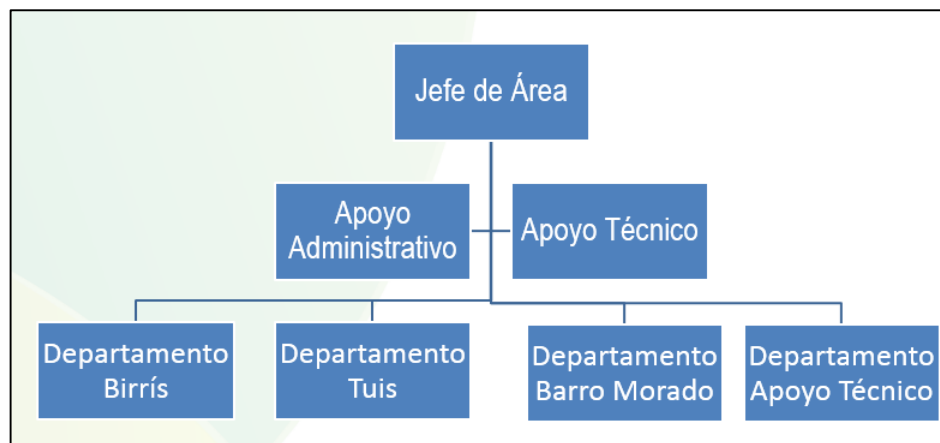 Jefe de Área
Apoyo
Administrativo
Apoyo Técnico
Departamento
Birrís
Departamento
Tuis
Departamento
Barro Morado
Departamento
Apoyo Técnico